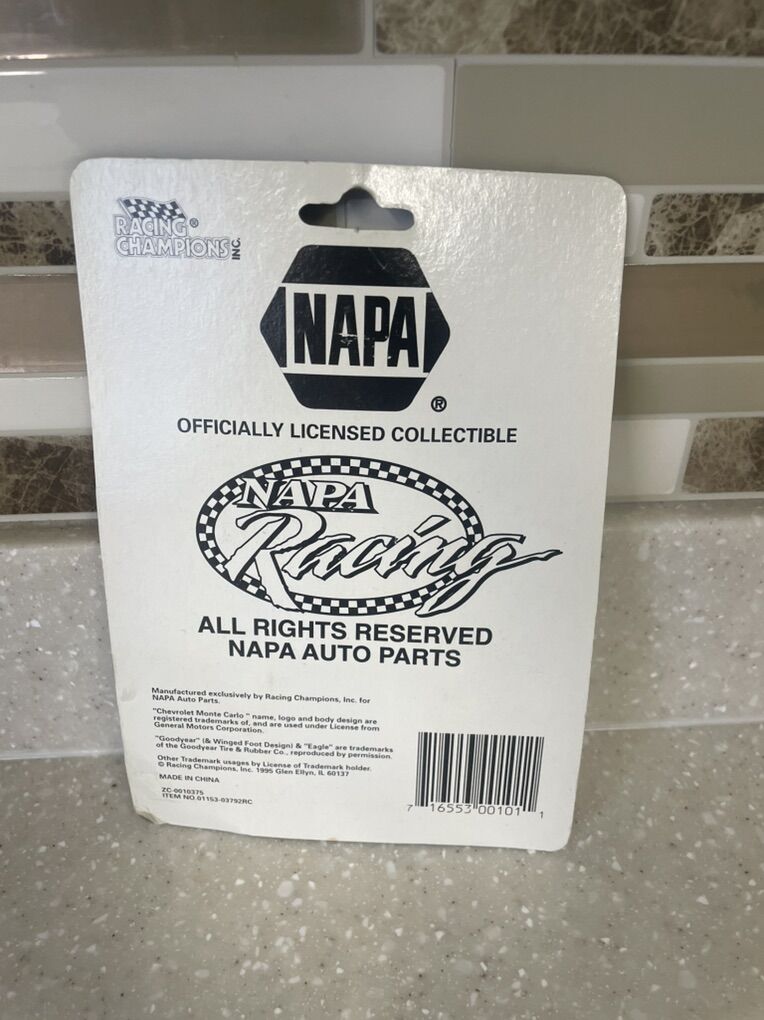 RACING®
CHAMPIONS INC.
NAPA
®
OFFICIALLY LICENSED COLLECTIBLE
NAPA
Racing
ALL RIGHTS RESERVED
NAPA AUTO PARTS
Manufactured exclusively by Racing Champions, Inc. for
NAPA Auto Parts.
"Chevrolet Monte Carlo" name, logo and body design are
registered trademarks of, and are used under License from
General Motors Corporation.
"Goodyear" (& Winged Foot Design) & "Eagle" are trademarks
of the Goodyear Tire & Rubber Co., reproduced by permission.
Other Trademark usages by License of Trademark holder.
© Racing Champions, Inc. 1995 Glen Ellyn, IL 60137
MADE IN CHINA
ZC-0010375
ITEM NO.01153-03792RC
7 16553 00101 1